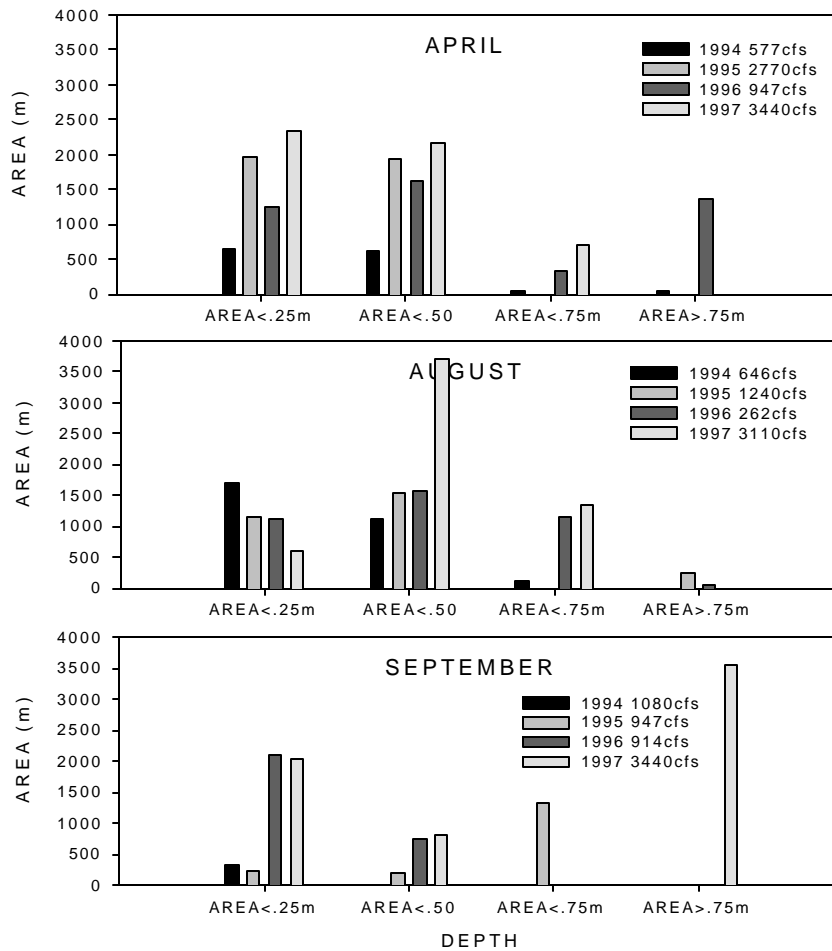 APRIL
1994 577cfs
1995 2770cfs
1996 947cfs
1997 3440cfs
AREA (m)
4000
3500
3000
2500
2000
1500
1000
500
0
AREA<.25m AREA<.50 AREA<.75m AREA>.75m
AUGUST
1994 646cfs
1995 1240cfs
1996 262cfs
1997 3110cfs
AREA (m)
4000
3500
3000
2500
2000
1500
1000
500
0
AREA<.25m AREA<.50 AREA<.75m AREA>.75m
SEPTEMBER
1994 1080cfs
1995 947cfs
1996 914cfs
1997 3440cfs
AREA (m)
4000
3500
3000
2500
2000
1500
1000
500
0
AREA<.25m AREA<.50 AREA<.75m AREA>.75m
DEPTH